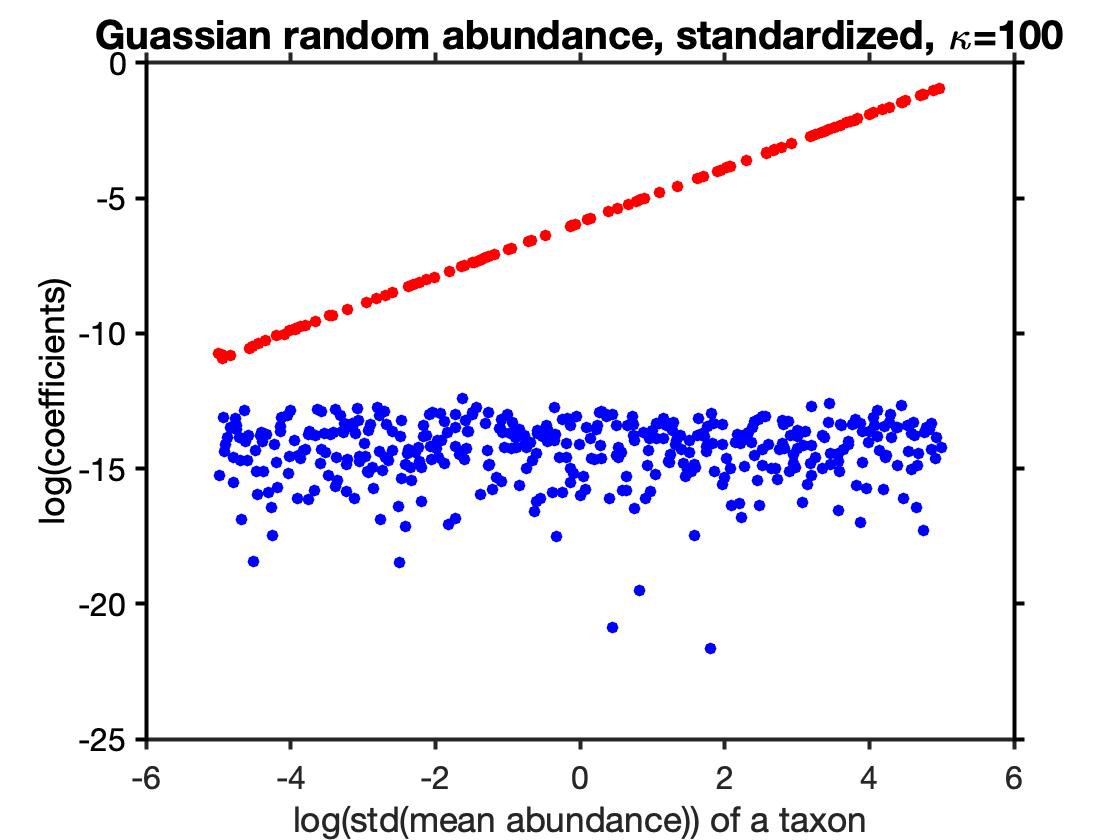 Guassian random abundance, standardized, κ=100
0
-5
-10
-15
-20
-25
log(coefficients)
-6 -4 -2 0 2 4 6
log(std(mean abundance)) of a taxon